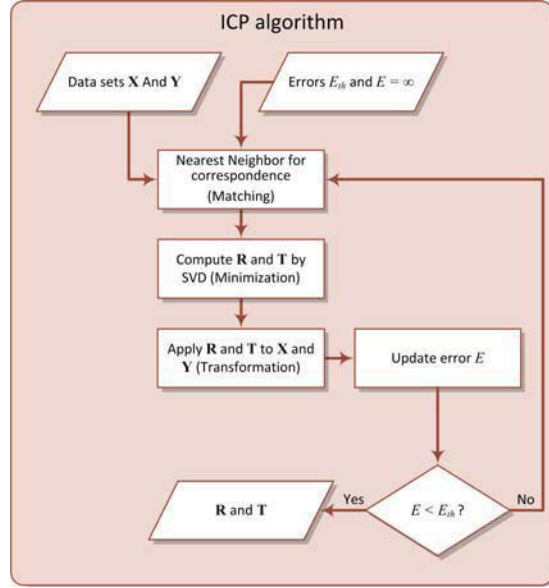 ICP algorithm
Data sets X And Y
Errors E_th and E = ∞
Nearest Neighbor for
correspondence
(Matching)
Compute R and T by
SVD (Minimization)
Apply R and T to X and
Y (Transformation)
Update error E
R and T
Yes
E < E_th ?
No